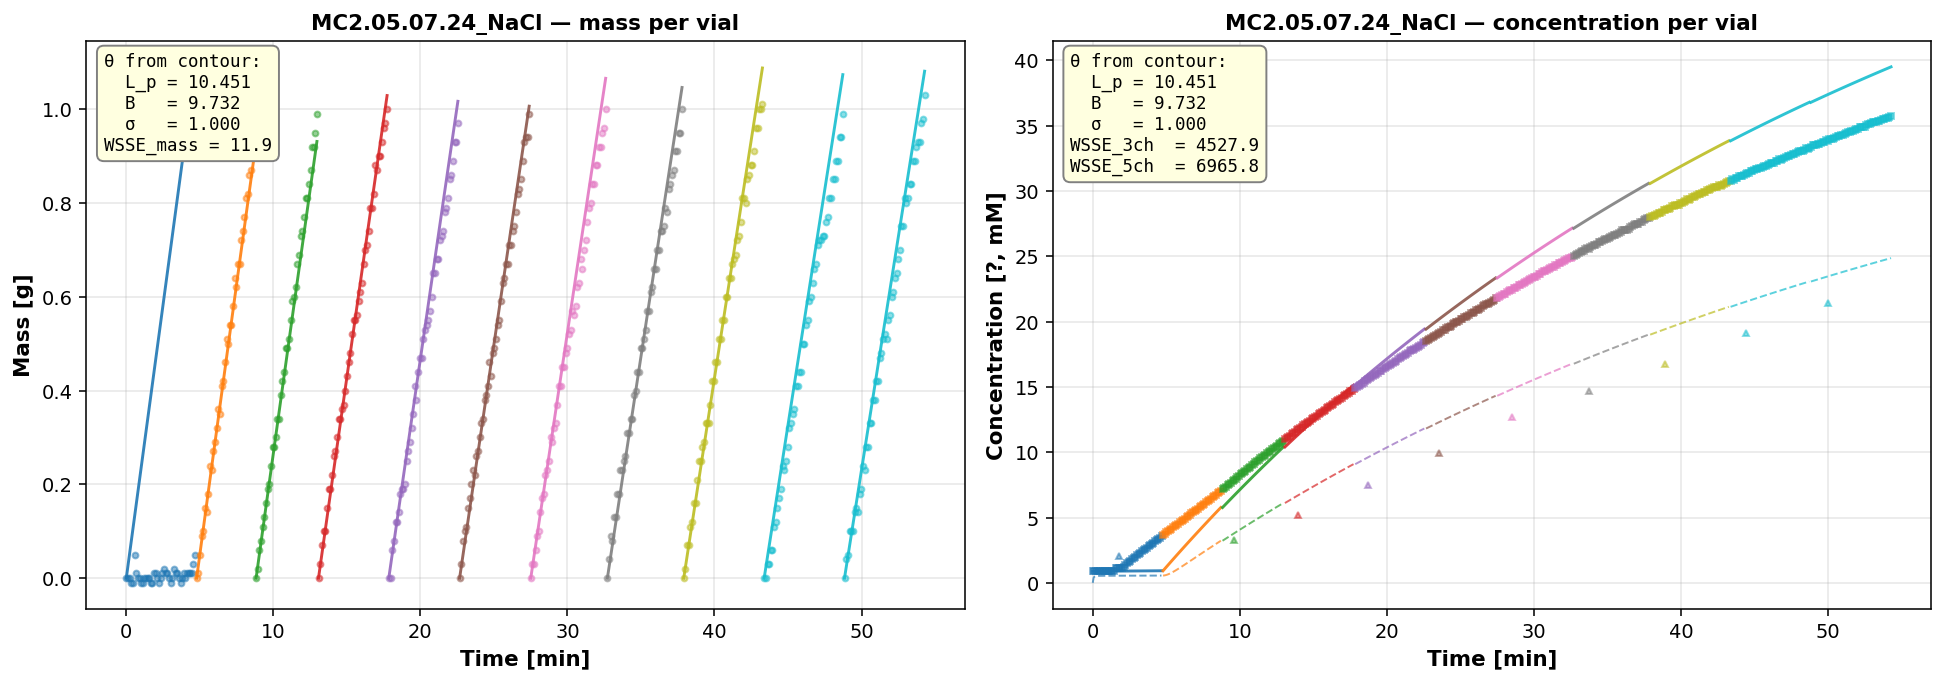 MC2.05.07.24_NaCl — mass per vial
θ from contour:
L_p = 10.451
B = 9.732
σ = 1.000
WSSE_mass = 11.9
Mass [g]
1.0
0.8
0.6
0.4
0.2
0.0
0 10 20 30 40 50
Time [min]
MC2.05.07.24_NaCl — concentration per vial
θ from contour:
L_p = 10.451
B = 9.732
σ = 1.000
WSSE_3ch = 4527.9
WSSE_5ch = 6965.8
Concentration [?, mM]
40
35
30
25
20
15
10
5
0
0 10 20 30 40 50
Time [min]